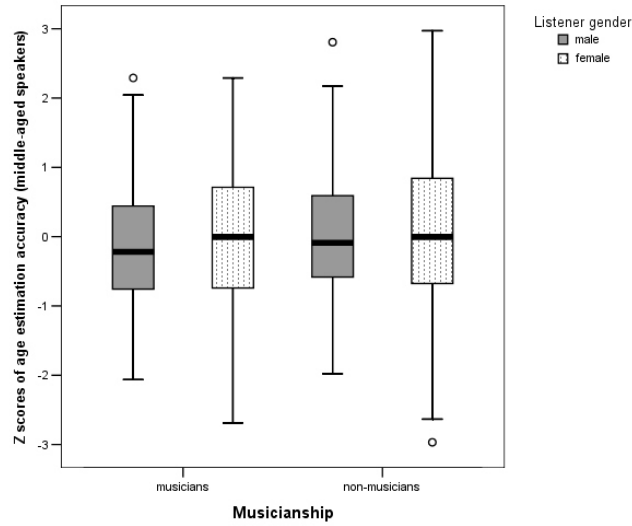 Listener gender
male
female
Z scores of age estimation accuracy (middle-aged speakers)
3
2
1
0
-1
-2
-3
musicians
non-musicians
Musicianship